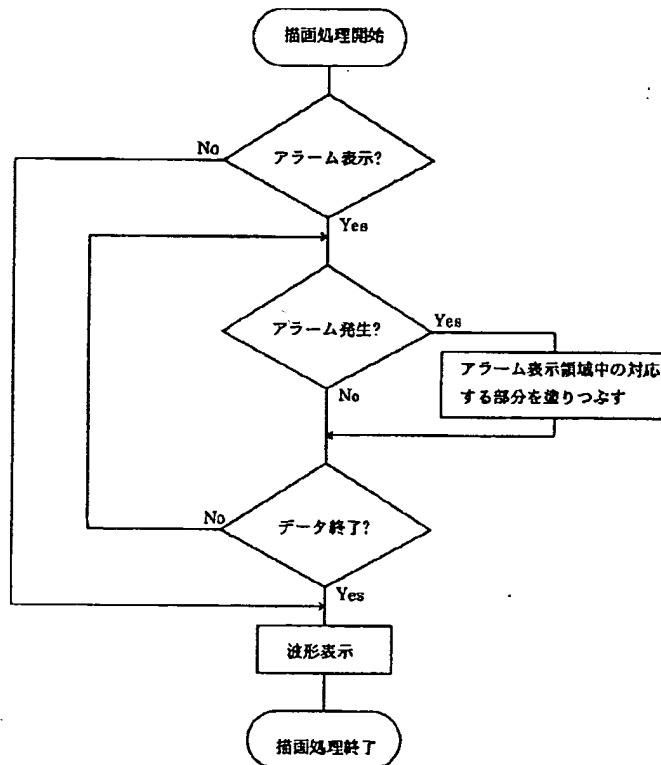 描画処理開始
No
アラーム表示?
Yes
アラーム発生?
Yes
アラーム表示領域中の対応
する部分を塗りつぶす
No
No
データ終了?
Yes
波形表示
描画処理終了